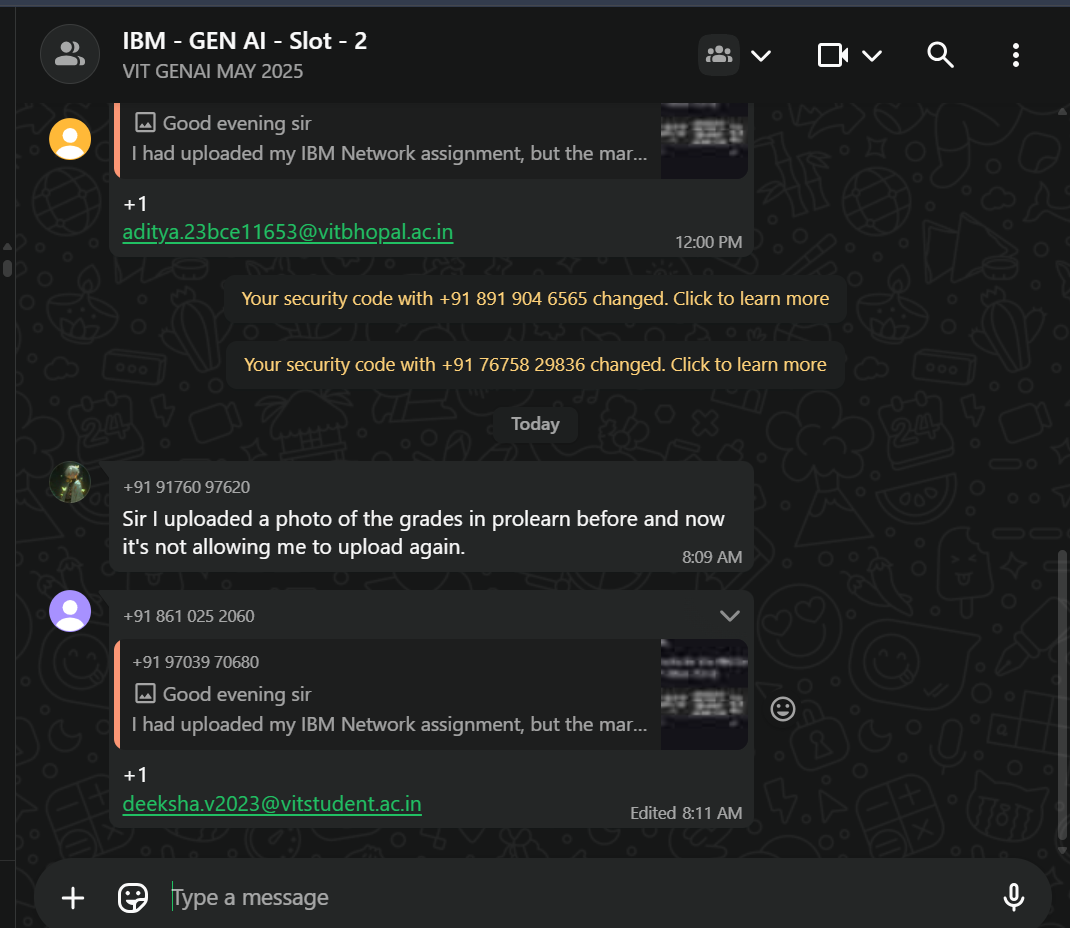 IBM - GEN AI - Slot - 2
VIT GENAI MAY 2025
Good evening sir
I had uploaded my IBM Network assignment, but the mar...
+1
aditya.23bce11653@vitbhopal.ac.in
12:00 PM
Your security code with +91 891 904 6565 changed. Click to learn more
Your security code with +91 76758 29836 changed. Click to learn more
Today
+91 91760 97620
Sir I uploaded a photo of the grades in prolearn before and now
it's not allowing me to upload again.
8:09 AM
+91 861 025 2060
+91 97039 70680
Good evening sir
I had uploaded my IBM Network assignment, but the mar...
+1
deeksha.v2023@vitstudent.ac.in
Edited 8:11 AM
Type a message